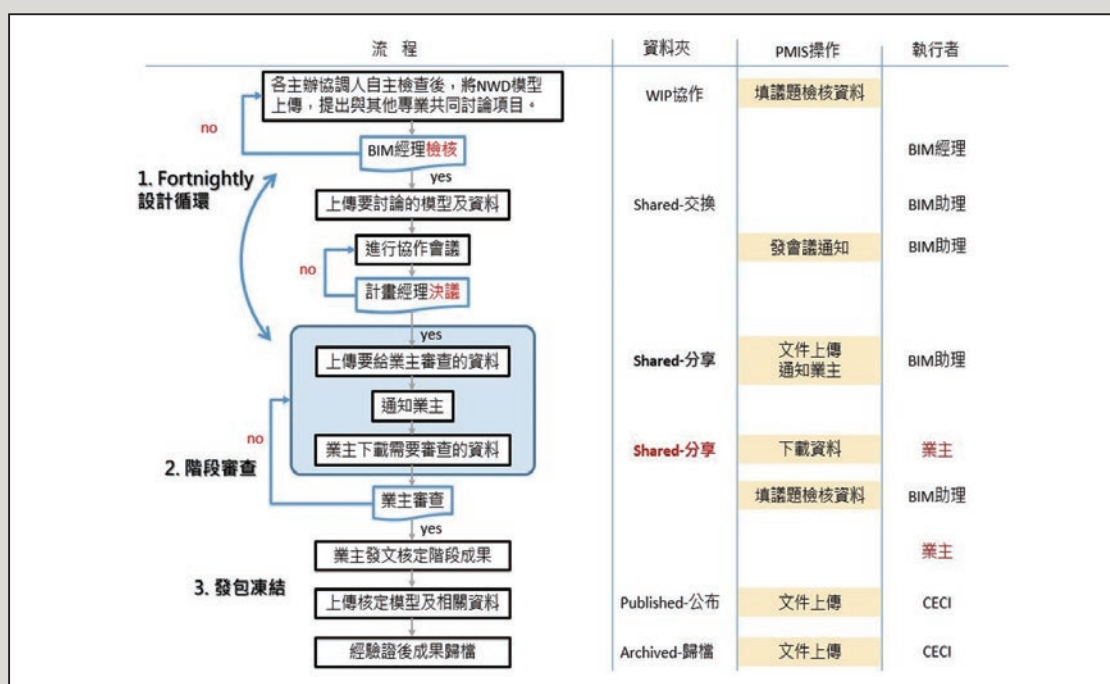 流 程
資料夾
PMIS操作
執行者
各主辦協調人自主檢查後，將NWD模型
上傳，提出與其他專業共同討論項目。
WIP協作
填議題檢核資料
no
BIM經理檢核
BIM經理
yes
1. Fortnightly
設計循環
上傳要討論的模型及資料
Shared-交換
BIM助理
進行協作會議
發會議通知
BIM助理
no
計畫經理決議
yes
上傳要給業主審查的資料
Shared-分享
文件上傳
通知業主
BIM助理
通知業主
no
業主下載需要審查的資料
Shared-分享
下載資料
業主
2. 階段審查
業主審查
填議題檢核資料
BIM助理
yes
業主發文核定階段成果
業主
3. 發包凍結
上傳核定模型及相關資料
Published-公布
文件上傳
CECI
經驗證後成果歸檔
Archived-歸檔
文件上傳
CECI